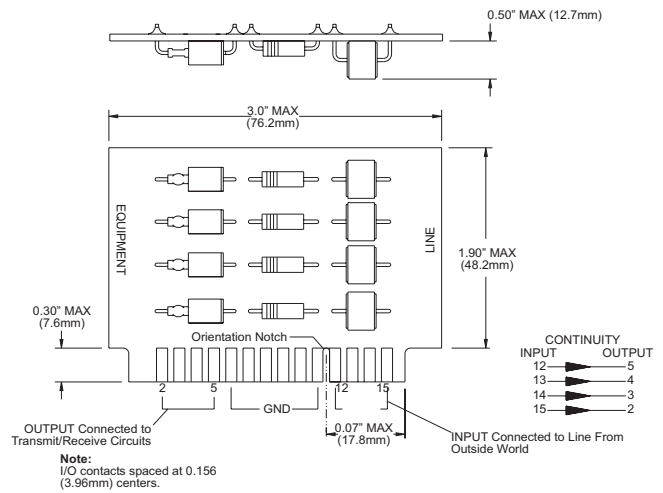 0.50" MAX (12.7mm)
3.0" MAX
(76.2mm)
EQUIPMENT
LINE
1.90" MAX
(48.2mm)
0.30" MAX
(7.6mm)
Orientation Notch
2 5 12 15
GND
CONTINUITY
INPUT OUTPUT
12 5
13 4
14 3
15 2
OUTPUT Connected to
Transmit/Receive Circuits
0.07" MAX
(17.8mm)
INPUT Connected to Line From
Outside World
Note:
I/O contacts spaced at 0.156
(3.96mm) centers.